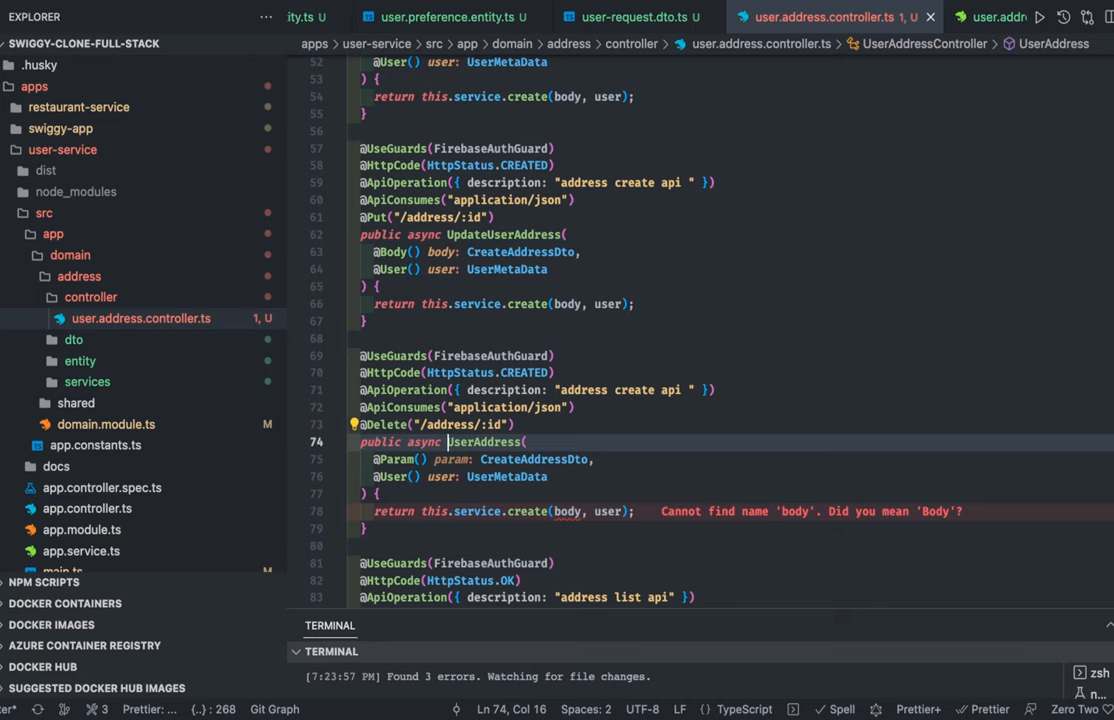 EXPLORER
SWIGGY-CLONE-FULL-STACK
.husky
apps
restaurant-service
swiggy-app
user-service
dist
node_modules
src
app
domain
address
controller
user.address.controller.ts 1, U
dto
entity
services
shared
domain.module.ts M
app.constants.ts
docs
app.controller.spec.ts
app.controller.ts
app.module.ts
app.service.ts
main.ts
NPM SCRIPTS
DOCKER CONTAINERS
DOCKER IMAGES
AZURE CONTAINER REGISTRY
DOCKER HUB
SUGGESTED DOCKER HUB IMAGES
ity.ts U user.preference.entity.ts U user-request.dto.ts U user.address.controller.ts 1, U user.addr
apps > user-service > src > app > domain > address > controller > user.address.controller.ts > UserAddressController > UserAddress
52 @User() user: UserMetaData
53 ) {
54 return this.service.create(body, user);
55 }
56
57 @UseGuards(FirebaseAuthGuard)
58 @HttpCode(HttpStatus.CREATED)
59 @ApiOperation({ description: "address create api " })
60 @ApiConsumes("application/json")
61 @Put("/address/:id")
62 public async UpdateUserAddress(
63 @Body() body: CreateAddressDto,
64 @User() user: UserMetaData
65 ) {
66 return this.service.create(body, user);
67 }
68
69 @UseGuards(FirebaseAuthGuard)
70 @HttpCode(HttpStatus.CREATED)
71 @ApiOperation({ description: "address create api " })
72 @ApiConsumes("application/json")
73 @Delete("/address/:id")
74 public async UserAddress(
75 @Param() param: CreateAddressDto,
76 @User() user: UserMetaData
77 ) {
78 return this.service.create(body, user); Cannot find name 'body'. Did you mean 'Body'?
79 }
80
81 @UseGuards(FirebaseAuthGuard)
82 @HttpCode(HttpStatus.OK)
83 @ApiOperation({ description: "address list api" })
TERMINAL
TERMINAL
[7:23:57 PM] Found 3 errors. Watching for file changes.
zsh
n...
ter* 3 Prettier: ... {..} : 268 Git Graph Ln 74, Col 16 Spaces: 2 UTF-8 LF {} TypeScript Spell Prettier+ Prettier Zero Two